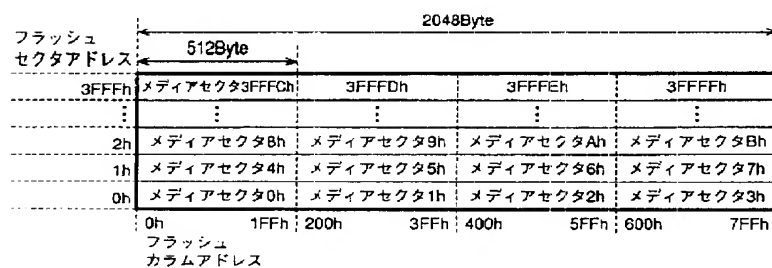 2048Byte
フラッシュ
セクタアドレス
512Byte
3FFFh メディアセクタ3FFFCh 3FFFDh 3FFFEh 3FFFFh
⋮ ⋮ ⋮ ⋮ ⋮
2h メディアセクタ8h メディアセクタ9h メディアセクタAh メディアセクタBh
1h メディアセクタ4h メディアセクタ5h メディアセクタ6h メディアセクタ7h
0h メディアセクタ0h メディアセクタ1h メディアセクタ2h メディアセクタ3h
0h 1FFh 200h 3FFh 400h 5FFh 600h 7FFh
フラッシュ
カラムアドレス